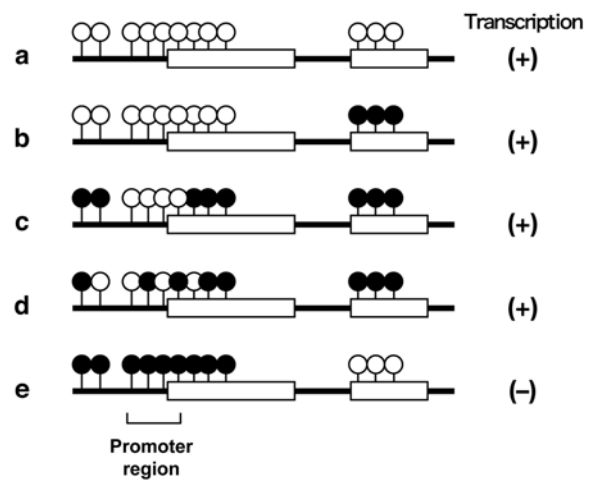 Transcription
a (+)
b (+)
c (+)
d (+)
e (–)
Promoter
region